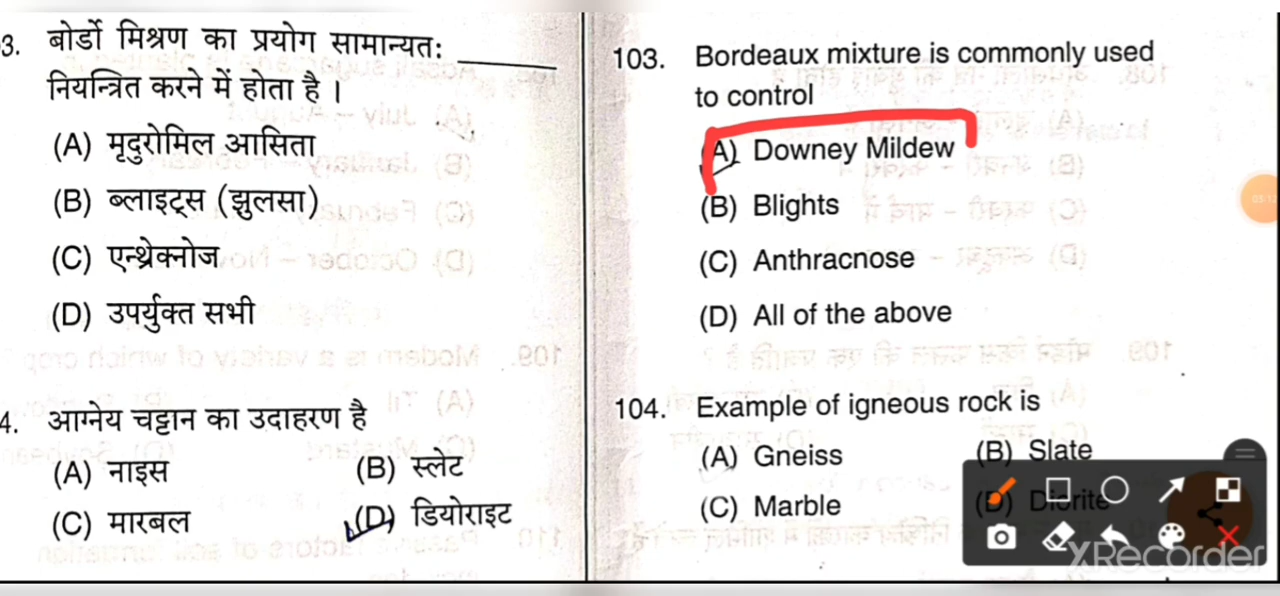 3. बोर्डो मिश्रण का प्रयोग सामान्यत: ______
नियन्त्रित करने में होता है ।
(A) मृदुरोमिल आसिता
(B) ब्लाइट्स (झुलसा)
(C) एन्थ्रेक्नोज
(D) उपर्युक्त सभी
4. आग्नेय चट्टान का उदाहरण है
(A) नाइस (B) स्लेट
(C) मारबल (D) डियोराइट
103. Bordeaux mixture is commonly used
to control
(A) Downey Mildew
(B) Blights
(C) Anthracnose
(D) All of the above
104. Example of igneous rock is
(A) Gneiss (B) Slate
(C) Marble (D) Diorite
XRecorder